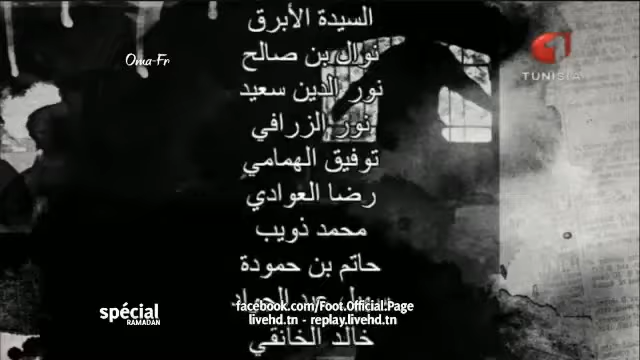 السيدة الأبرق
نوال بن صالح
نور الدين سعيد
نور الزرافي
توفيق الهمامي
رضا العوادي
محمد ذويب
حاتم بن حمودة
خالد الخانقي
Oma-Fr
TUNISIA 1
spécial
RAMADAN
facebook.com/Foot.Official.Page
livehd.tn - replay.livehd.tn